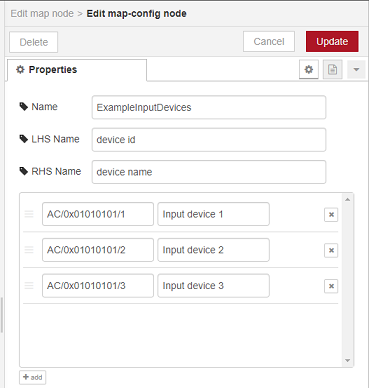 Edit map node > Edit map-config node
Delete
Cancel
Update
Properties
Name
ExampleInputDevices
LHS Name
device id
RHS Name
device name
AC/0x01010101/1
Input device 1
AC/0x01010101/2
Input device 2
AC/0x01010101/3
Input device 3
+ add